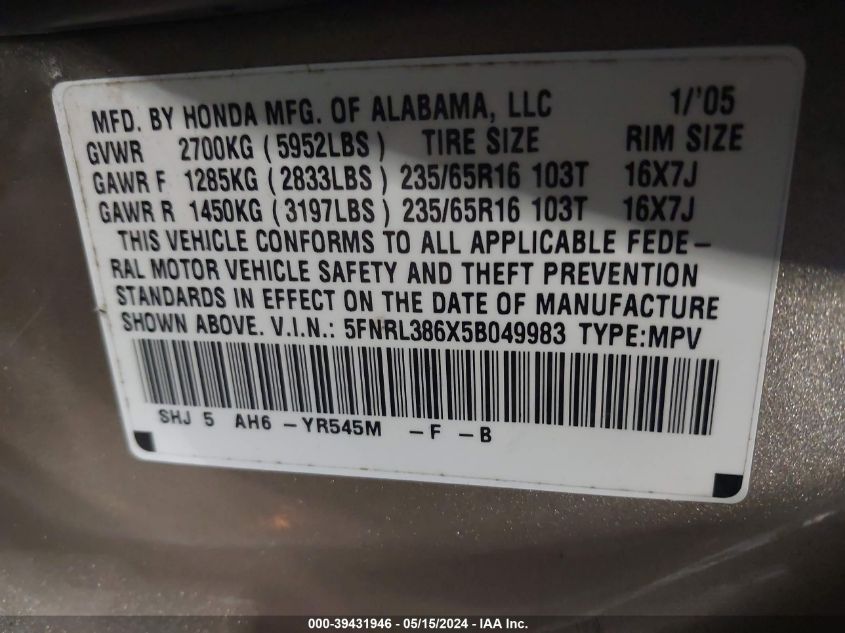 MFD. BY HONDA MFG. OF ALABAMA, LLC 1/'05
GVWR 2700KG (5952LBS) TIRE SIZE RIM SIZE
GAWR F 1285KG (2833LBS) 235/65R16 103T 16X7J
GAWR R 1450KG (3197LBS) 235/65R16 103T 16X7J
THIS VEHICLE CONFORMS TO ALL APPLICABLE FEDE-
RAL MOTOR VEHICLE SAFETY AND THEFT PREVENTION
STANDARDS IN EFFECT ON THE DATE OF MANUFACTURE
SHOWN ABOVE. V.I.N.: 5FNRL386X5B049983 TYPE:MPV
SHJ 5 AH6 -YR545M -F -B
000-39431946 - 05/15/2024 - IAA Inc.